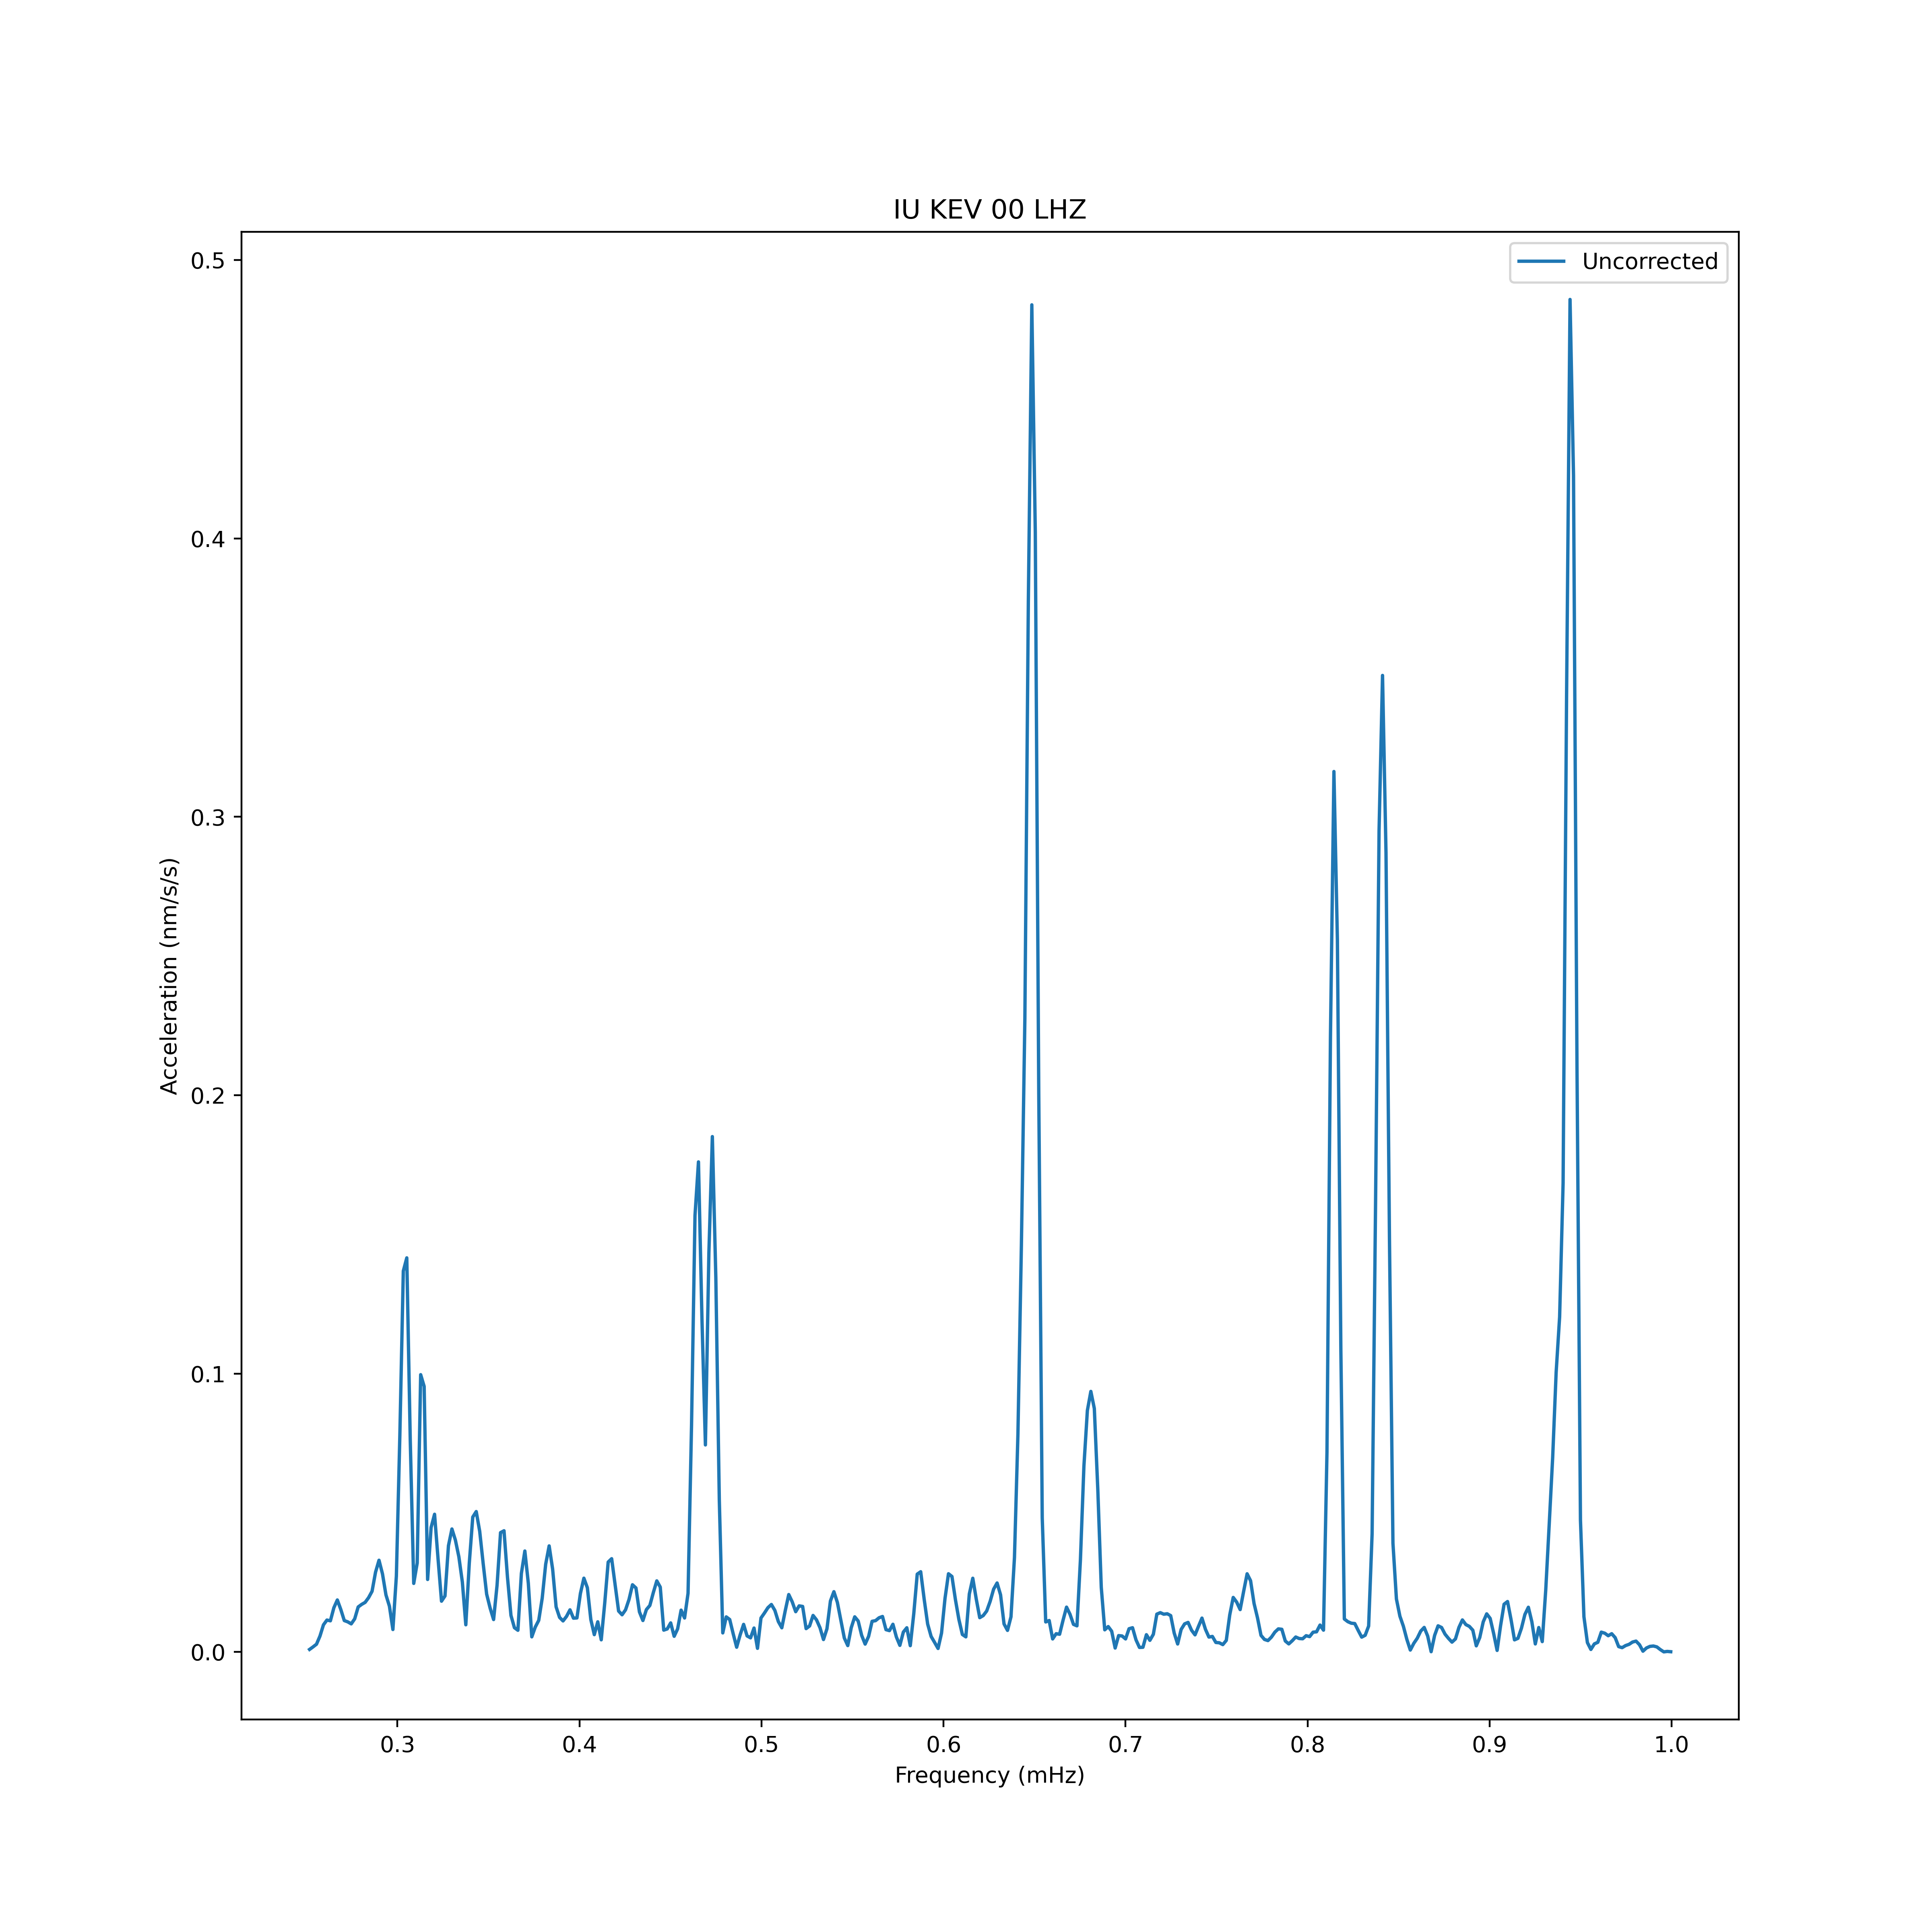 IU KEV 00 LHZ
Uncorrected
0.5
0.4
0.3
0.2
0.1
0.0
Acceleration (nm/s/s)
0.3 0.4 0.5 0.6 0.7 0.8 0.9 1.0
Frequency (mHz)